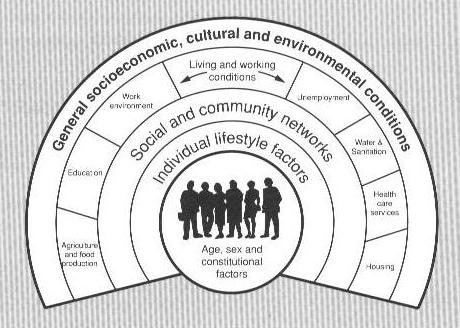 General socioeconomic, cultural and environmental conditions
Living and working
conditions
Work
environment
Unemployment
Education
Water &
Sanitation
Agriculture
and food
production
Health
care
services
Housing
Social and community networks
Individual lifestyle factors
Age, sex and
constitutional
factors